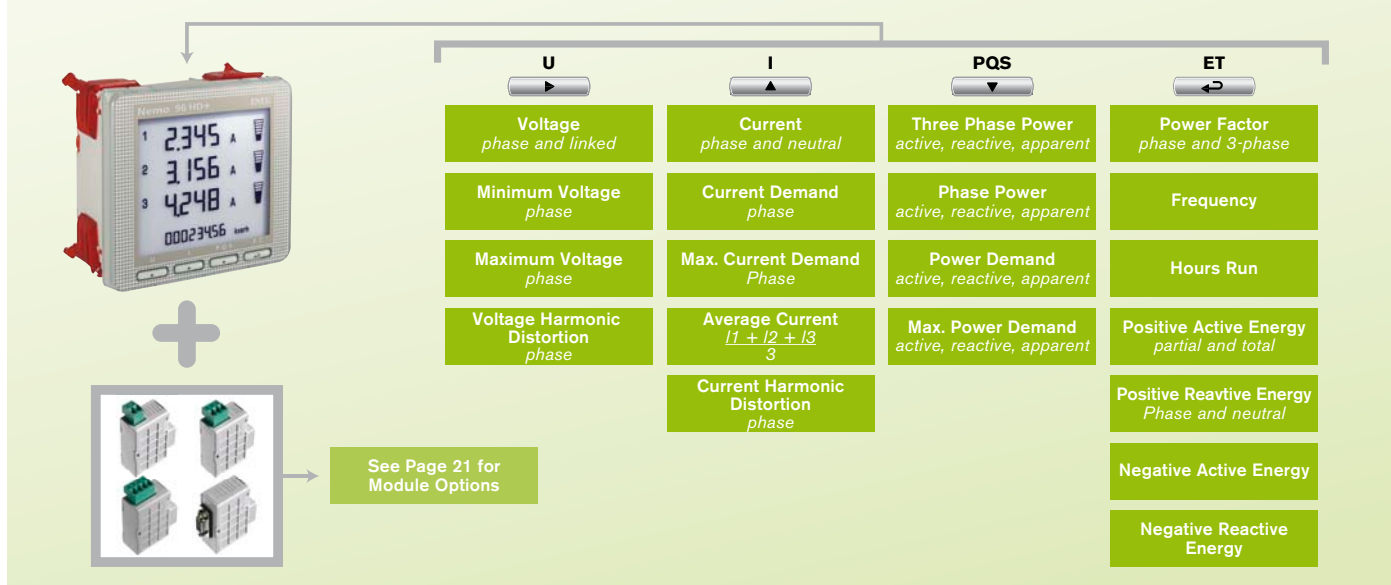 U
I
PQS
ET
Nemo 96 HD+
1 2.345 A
2 3.156 A
3 4.248 A
00023456 kWh
Voltage
phase and linked
Minimum Voltage
phase
Maximum Voltage
phase
Voltage Harmonic
Distortion
phase
Current
phase and neutral
Current Demand
phase
Max. Current Demand
Phase
Average Current
I1 + I2 + I3
3
Current Harmonic
Distortion
phase
Three Phase Power
active, reactive, apparent
Phase Power
active, reactive, apparent
Power Demand
active, reactive, apparent
Max. Power Demand
active, reactive, apparent
Power Factor
phase and 3-phase
Frequency
Hours Run
Positive Active Energy
partial and total
Positive Reavtive Energy
Phase and neutral
Negative Active Energy
Negative Reactive
Energy
See Page 21 for
Module Options